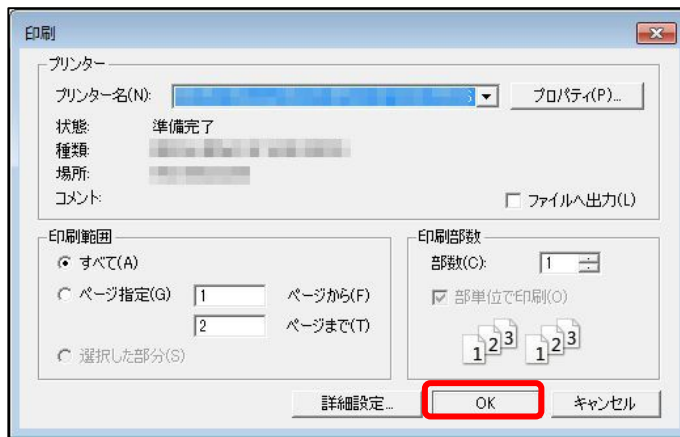 印刷
プリンター
プリンター名(N):
プロパティ(P)...
状態: 準備完了
種類:
場所:
コメント:
ファイルへ出力(L)
印刷範囲
すべて(A)
ページ指定(G) 1 ページから(F)
2 ページまで(T)
選択した部分(S)
印刷部数
部数(C): 1
部単位で印刷(O)
1 2 3 1 2 3
詳細設定... OK キャンセル